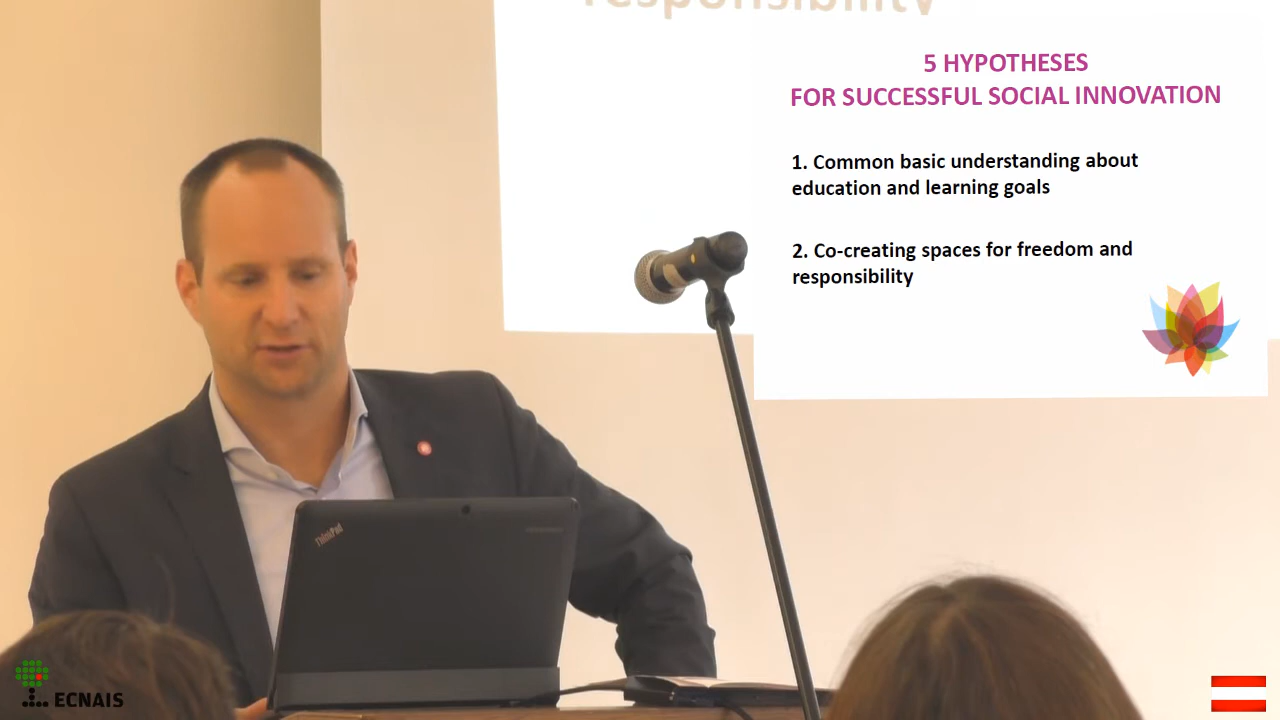 responsibility
5 HYPOTHESES
FOR SUCCESSFUL SOCIAL INNOVATION
1. Common basic understanding about
education and learning goals
2. Co-creating spaces for freedom and
responsibility
ThinkPad
ECNAIS